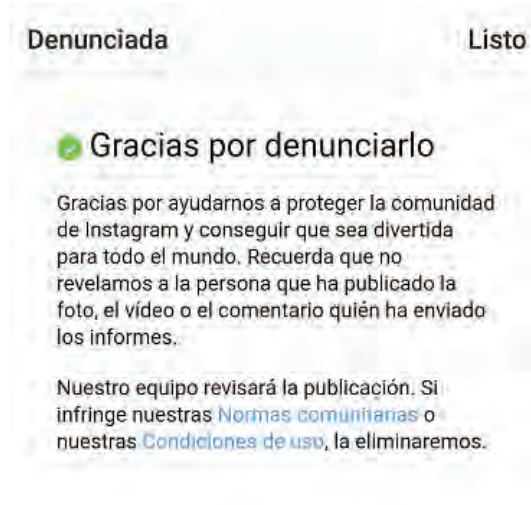 Denunciada Listo
Gracias por denunciarlo
Gracias por ayudarnos a proteger la comunidad
de Instagram y conseguir que sea divertida
para todo el mundo. Recuerda que no
revelamos a la persona que ha publicado la
foto, el vídeo o el comentario quién ha enviado
los informes.
Nuestro equipo revisará la publicación. Si
infringe nuestras Normas comunitarias o
nuestras Condiciones de uso, la eliminaremos.